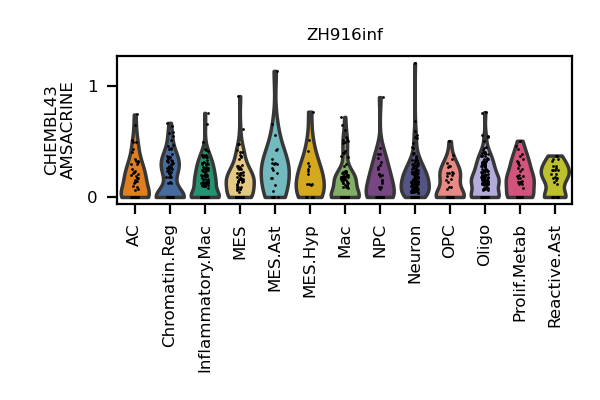 ZH916inf
CHEMBL43
AMSACRINE
1
0
AC
Chromatin.Reg
Inflammatory.Mac
MES
MES.Ast
MES.Hyp
Mac
NPC
Neuron
OPC
Oligo
Prolif.Metab
Reactive.Ast